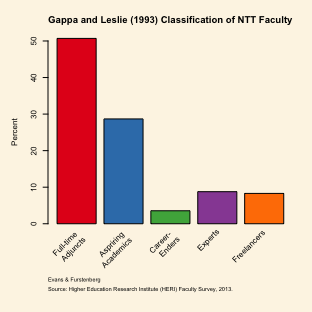 Gappa and Leslie (1993) Classification of NTT Faculty
Percent
50
40
30
20
10
0
Full-time
Adjuncts
Aspiring
Academics
Career-
Enders
Experts
Freelancers
Evans & Furstenberg
Source: Higher Education Research Institute (HERI) Faculty Survey, 2013.